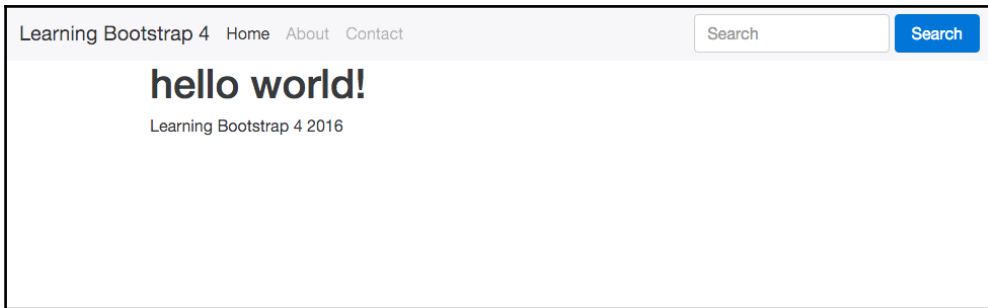 Learning Bootstrap 4 Home About Contact Search Search
hello world!
Learning Bootstrap 4 2016